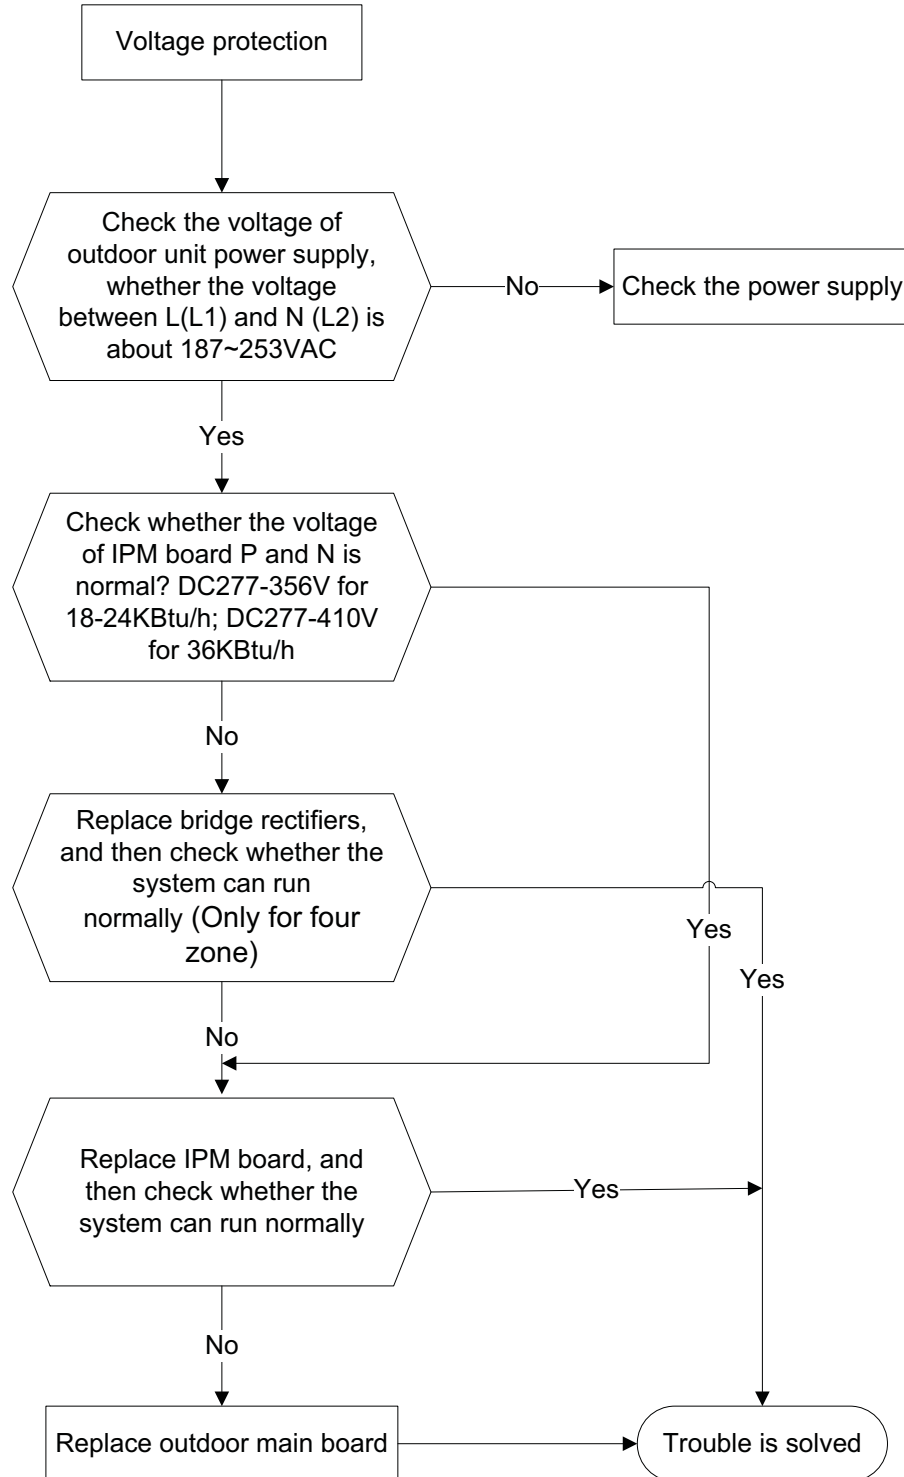 Voltage protection
Check the voltage of
outdoor unit power supply,
whether the voltage
between L(L1) and N (L2) is
about 187~253VAC
No
Check the power supply
Yes
Check whether the voltage
of IPM board P and N is
normal? DC277-356V for
18-24KBtu/h; DC277-410V
for 36KBtu/h
No
Replace bridge rectifiers,
and then check whether the
system can run
normally (Only for four
zone)
Yes
Yes
No
Replace IPM board, and
then check whether the
system can run normally
Yes
No
Replace outdoor main board
Trouble is solved